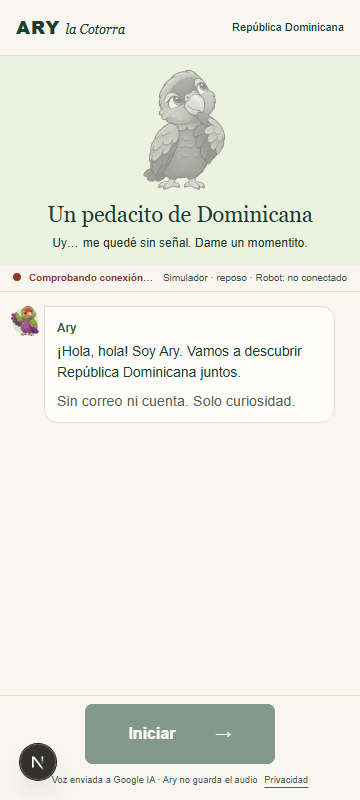 ARY la Cotorra República Dominicana
Un pedacito de Dominicana
Uy… me quedé sin señal. Dame un momentito.
Comprobando conexión… Simulador · reposo · Robot: no conectado
Ary
¡Hola, hola! Soy Ary. Vamos a descubrir
República Dominicana juntos.
Sin correo ni cuenta. Solo curiosidad.
Iniciar →
N
Voz enviada a Google IA · Ary no guarda el audio Privacidad